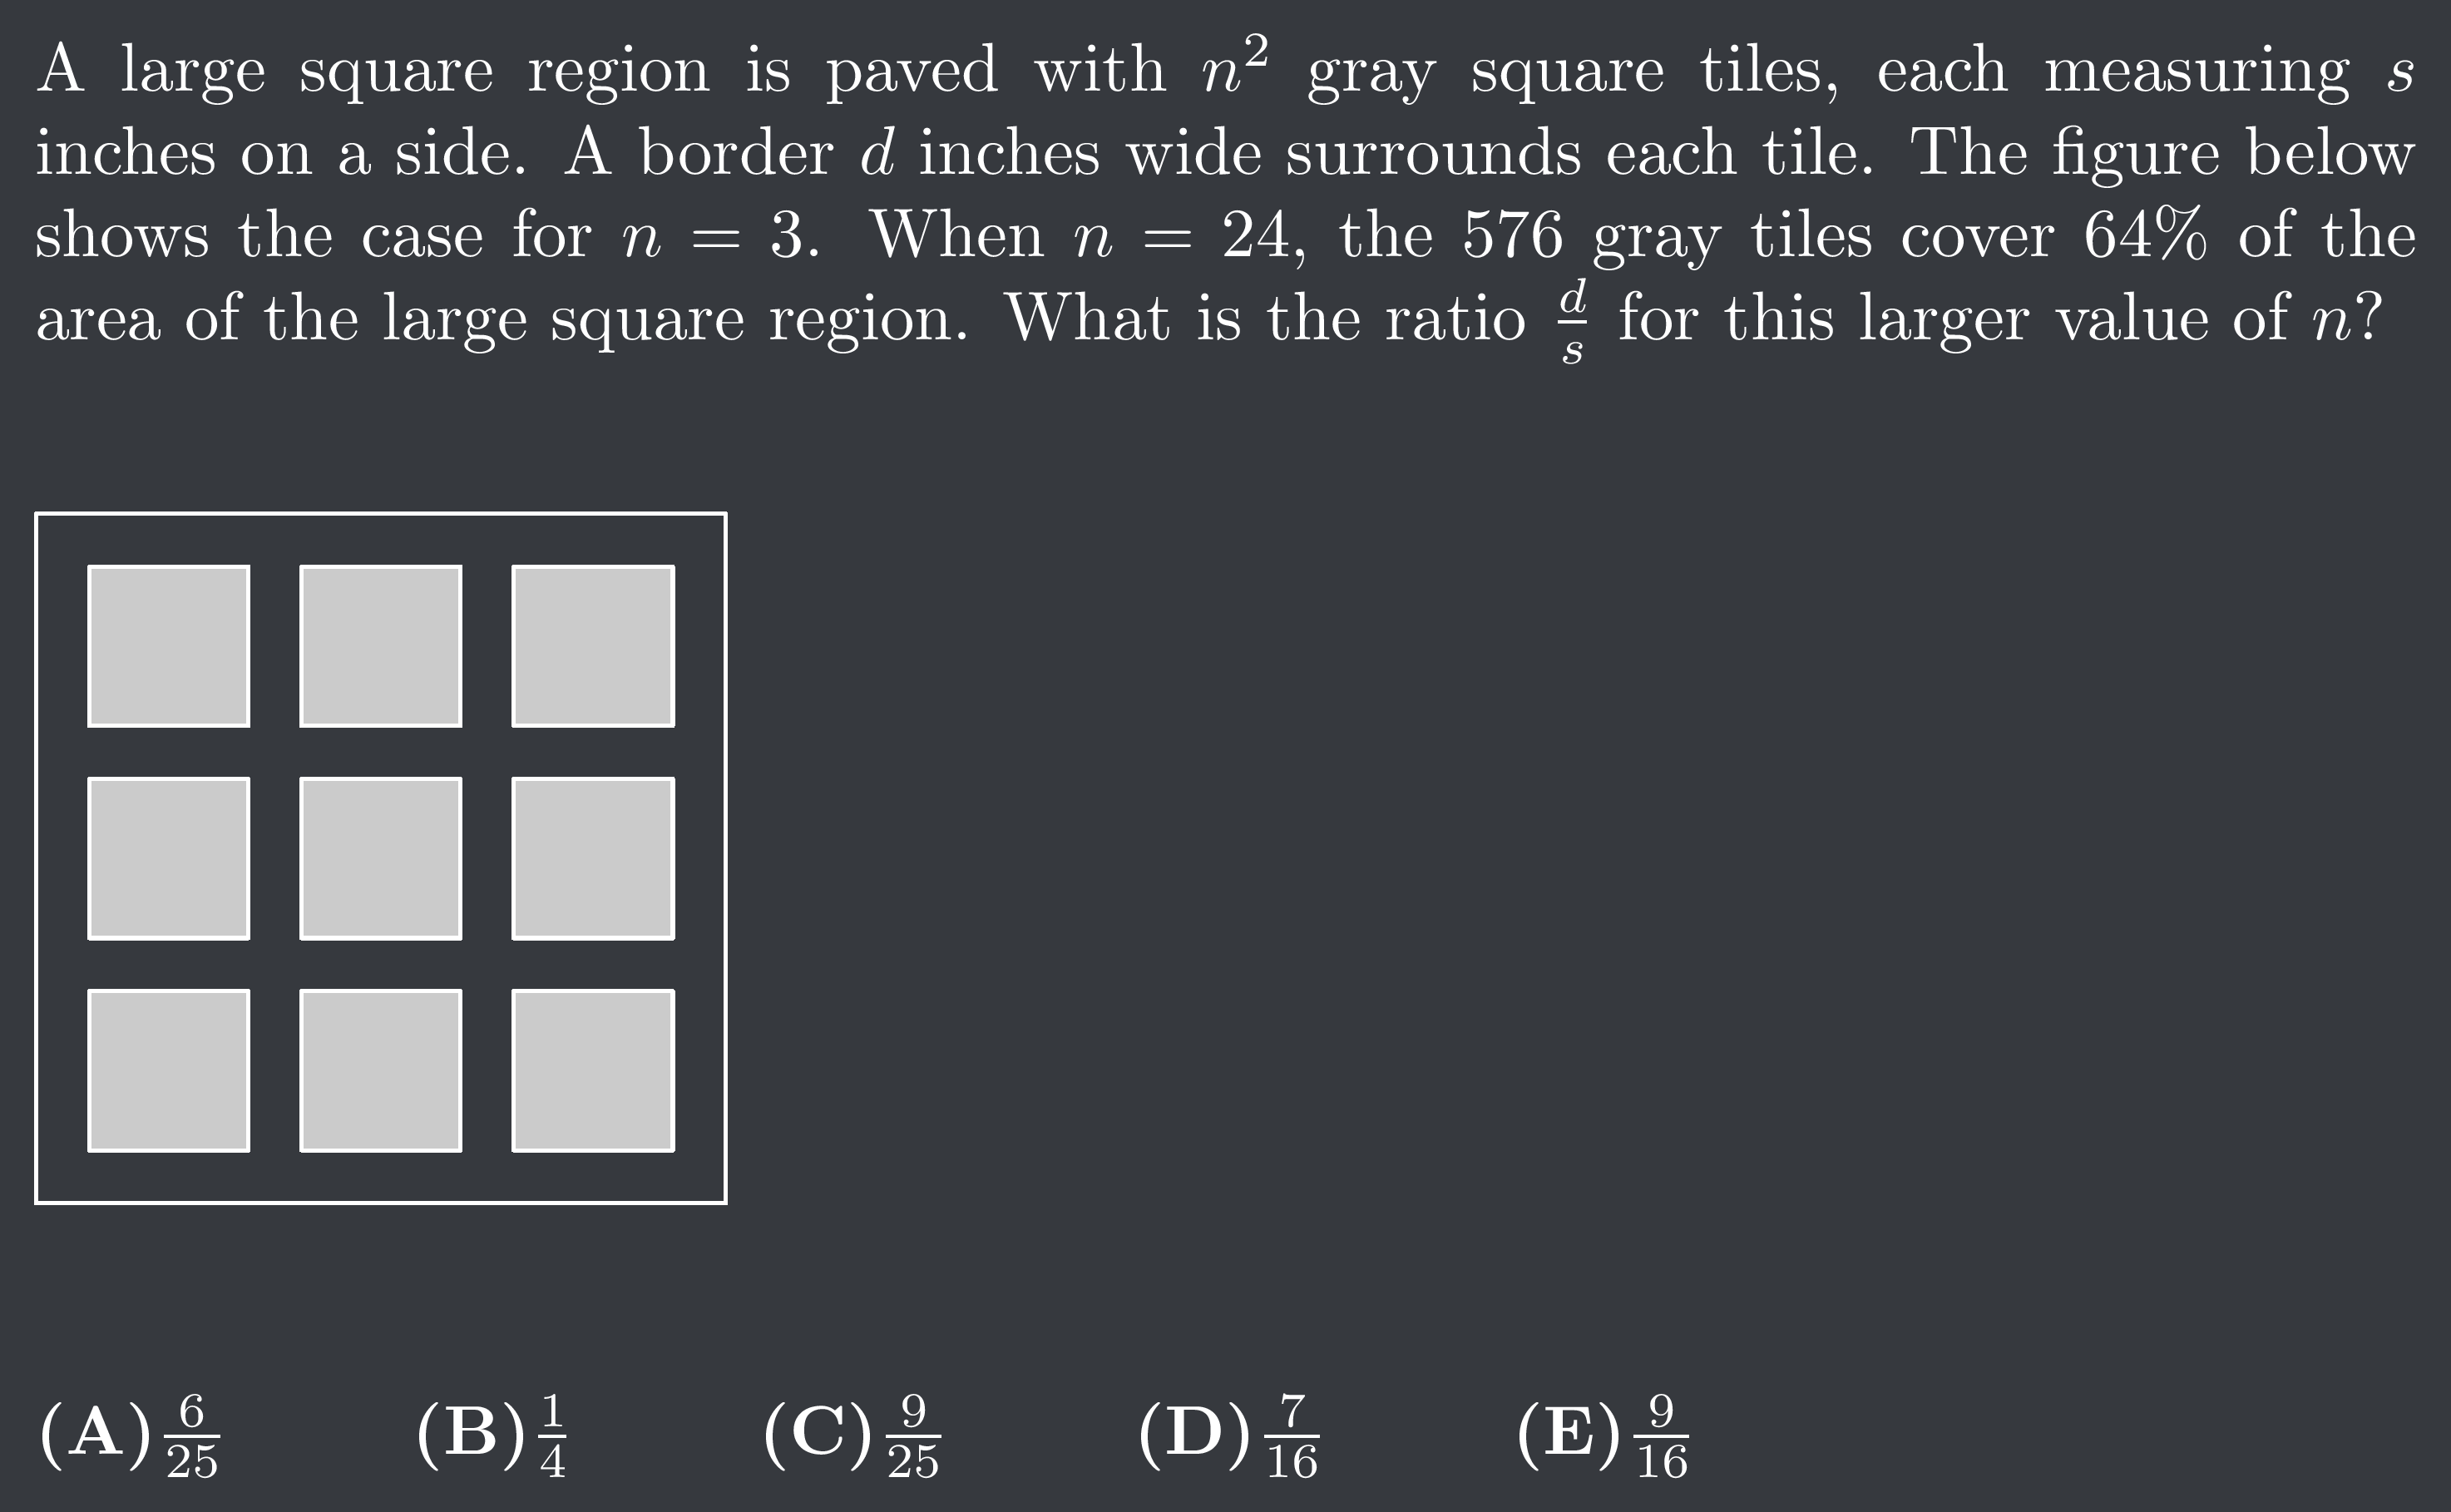 A large square region is paved with $n^2$ gray square tiles, each measuring $s$
inches on a side. A border $d$ inches wide surrounds each tile. The figure below
shows the case for $n = 3$. When $n = 24$, the 576 gray tiles cover 64% of the
area of the large square region. What is the ratio $\frac{d}{s}$ for this larger value of $n$?
(A) $\frac{6}{25}$ (B) $\frac{1}{4}$ (C) $\frac{9}{25}$ (D) $\frac{7}{16}$ (E) $\frac{9}{16}$